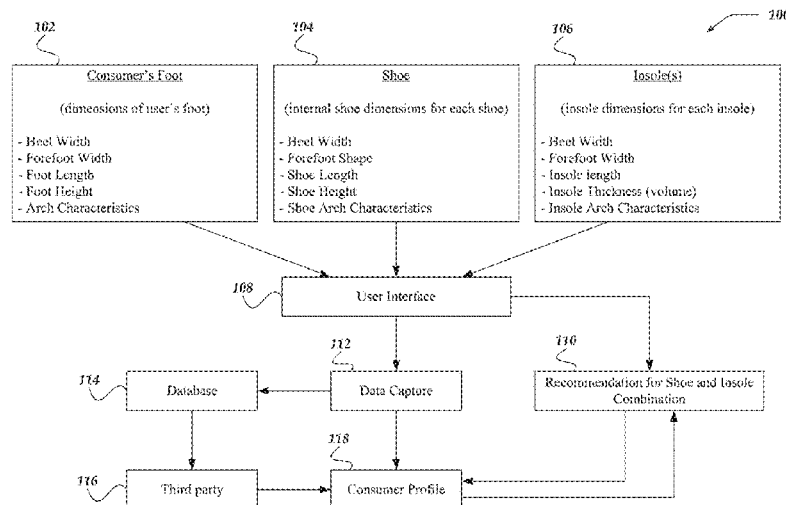 100
102
104
106
Consumer's Foot
(dimensions of user's foot)
- Heel Width
- Forefoot Width
- Foot Length
- Foot Height
- Arch Characteristics
Shoe
(internal shoe dimensions for each shoe)
- Heel Width
- Forefoot Shape
- Shoe Length
- Shoe Height
- Shoe Arch Characteristics
Insole(s)
(insole dimensions for each insole)
- Heel Width
- Forefoot Width
- Insole length
- Insole Thickness (volume)
- Insole Arch Characteristics
108
User Interface
110
Recommendation for Shoe and Insole
Combination
112
Data Capture
114
Database
116
Third party
118
Consumer Profile